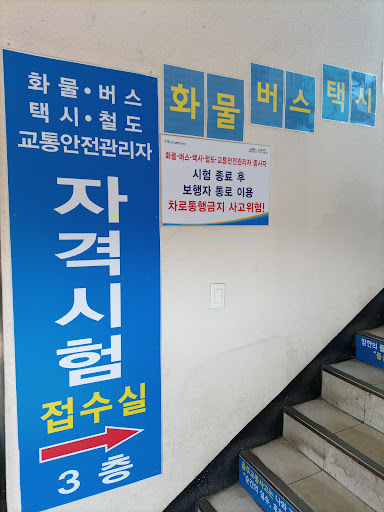 화물•버스
택시•철도
교통안전관리자
자격시험
접수실
3층
화물 버스 택시
화물•버스•택시•철도•교통안전관리자 응시자
시험 종료 후
보행자 통로 이용
차로통행금지 사고위험!